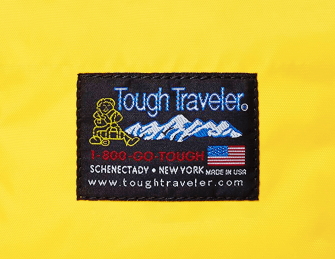 Tough Traveler®
1-800-GO-TOUGH
SCHENECTADY • NEW YORK MADE IN USA
www.toughtraveler.com